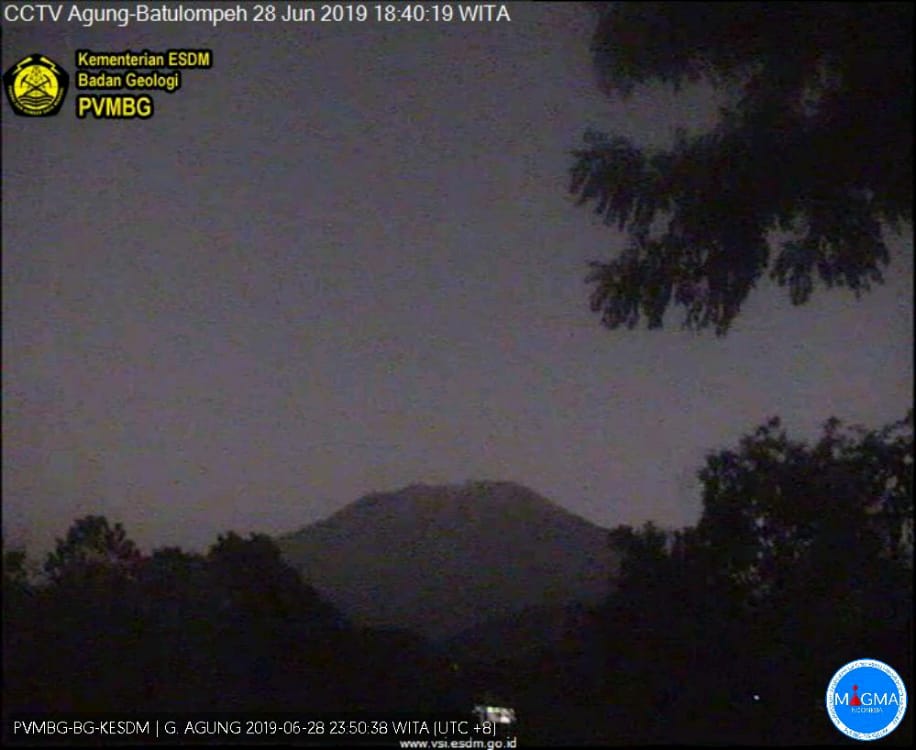 CCTV Agung-Batulompeh 28 Jun 2019 18:40:19 WITA
Kementerian ESDM
Badan Geologi
PVMBG
MAGMA
INDONESIA
PVMBG-BG-KESDM | G. AGUNG 2019-06-28 23:50:38 WITA (UTC +8)
www.vsi.esdm.go.id